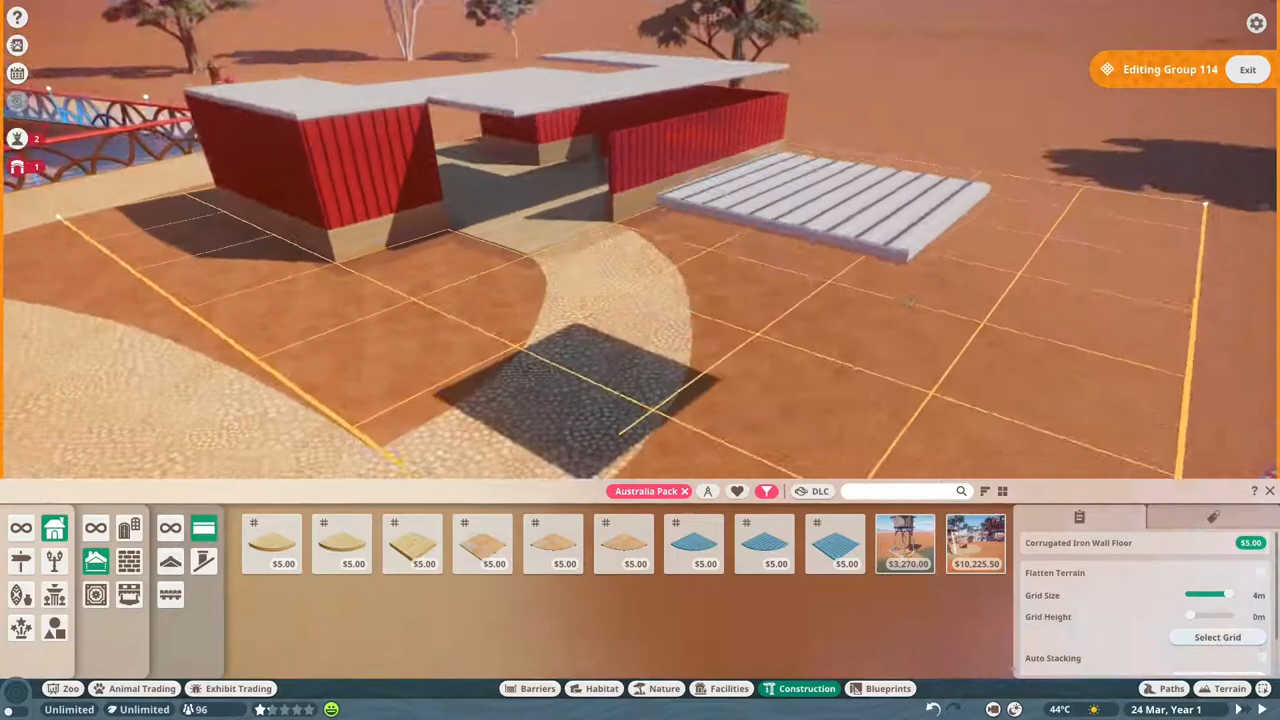 ?
Editing Group 114 Exit
2
1
Australia Pack ✕ DLC ? ✕
# $5.00 # $5.00 # $5.00 # $5.00 # $5.00 # $5.00 # $5.00 # $5.00 # $5.00 $3,270.00 $10,225.50
Corrugated Iron Wall Floor $5.00
Flatten Terrain
Grid Size 4m
Grid Height 0m
Select Grid
Auto Stacking
Zoo Animal Trading Exhibit Trading Barriers Habitat Nature Facilities Construction Blueprints Paths Terrain
Unlimited Unlimited 96 44°C 24 Mar, Year 1